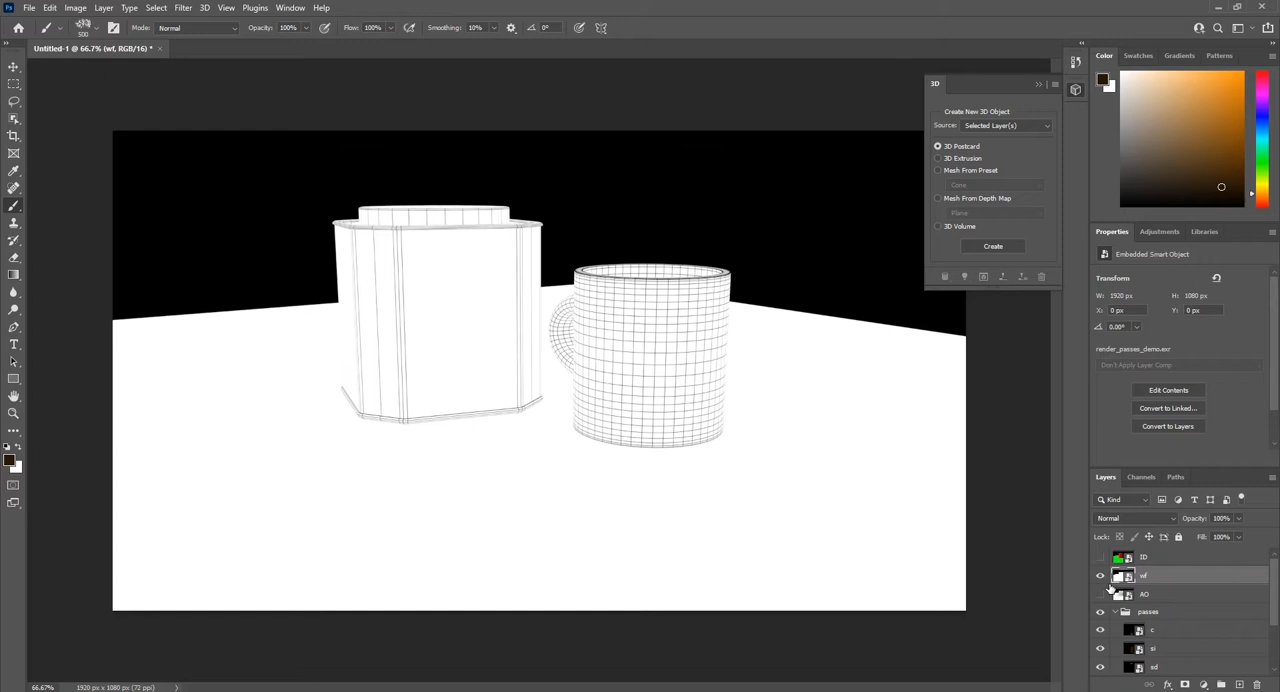 Ps File Edit Image Layer Type Select Filter 3D View Plugins Window Help
500 Mode: Normal Opacity: 100% Flow: 100% Smoothing: 10% 0°
Untitled-1 @ 66.7% (wf, RGB/16) * ×
3D
Create New 3D Object
Source: Selected Layer(s)
3D Postcard
3D Extrusion
Mesh From Preset
Cone
Mesh From Depth Map
Plane
3D Volume
Create
Color Swatches Gradients Patterns
Properties Adjustments Libraries
Embedded Smart Object
Transform
W: 1920 px H: 1080 px
X: 0 px Y: 0 px
0.00°
render_passes_demo.exr
Don't Apply Layer Comp
Edit Contents
Convert to Linked...
Convert to Layers
Layers Channels Paths
Kind
Normal Opacity: 100%
Lock: Fill: 100%
ID
wf
AO
passes
c
si
sd
66.67% 1920 px x 1080 px (72 ppi)